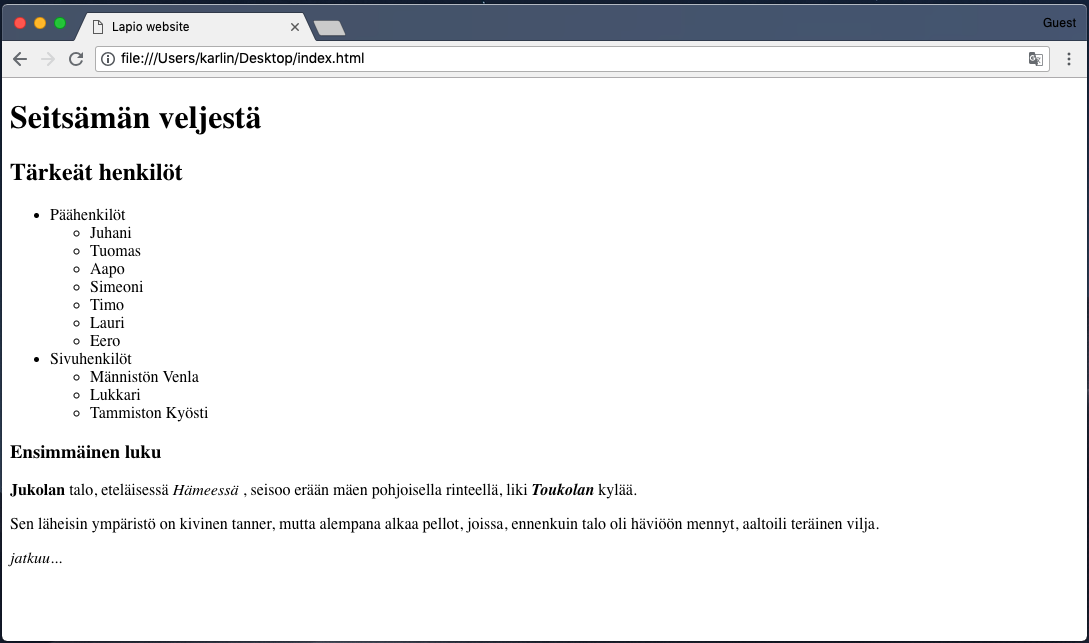 Lapio website
Guest
file:///Users/karlin/Desktop/index.html
Seitsämän veljestä
Tärkeät henkilöt
Päähenkilöt
Juhani
Tuomas
Aapo
Simeoni
Timo
Lauri
Eero
Sivuhenkilöt
Männistön Venla
Lukkari
Tammiston Kyösti
Ensimmäinen luku
Jukolan talo, eteläisessä Hämeessä , seisoo erään mäen pohjoisella rinteellä, liki Toukolan kylää.
Sen läheisin ympäristö on kivinen tanner, mutta alempana alkaa pellot, joissa, ennenkuin talo oli häviöön mennyt, aaltoili teräinen vilja.
jatkuu...